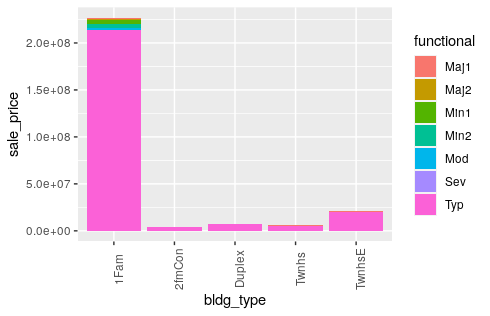 functional
Maj1
Maj2
Min1
Min2
Mod
Sev
Typ
sale_price
2.0e+08
1.5e+08
1.0e+08
5.0e+07
0.0e+00
1Fam
2fmCon
Duplex
Twnhs
TwnhsE
bldg_type